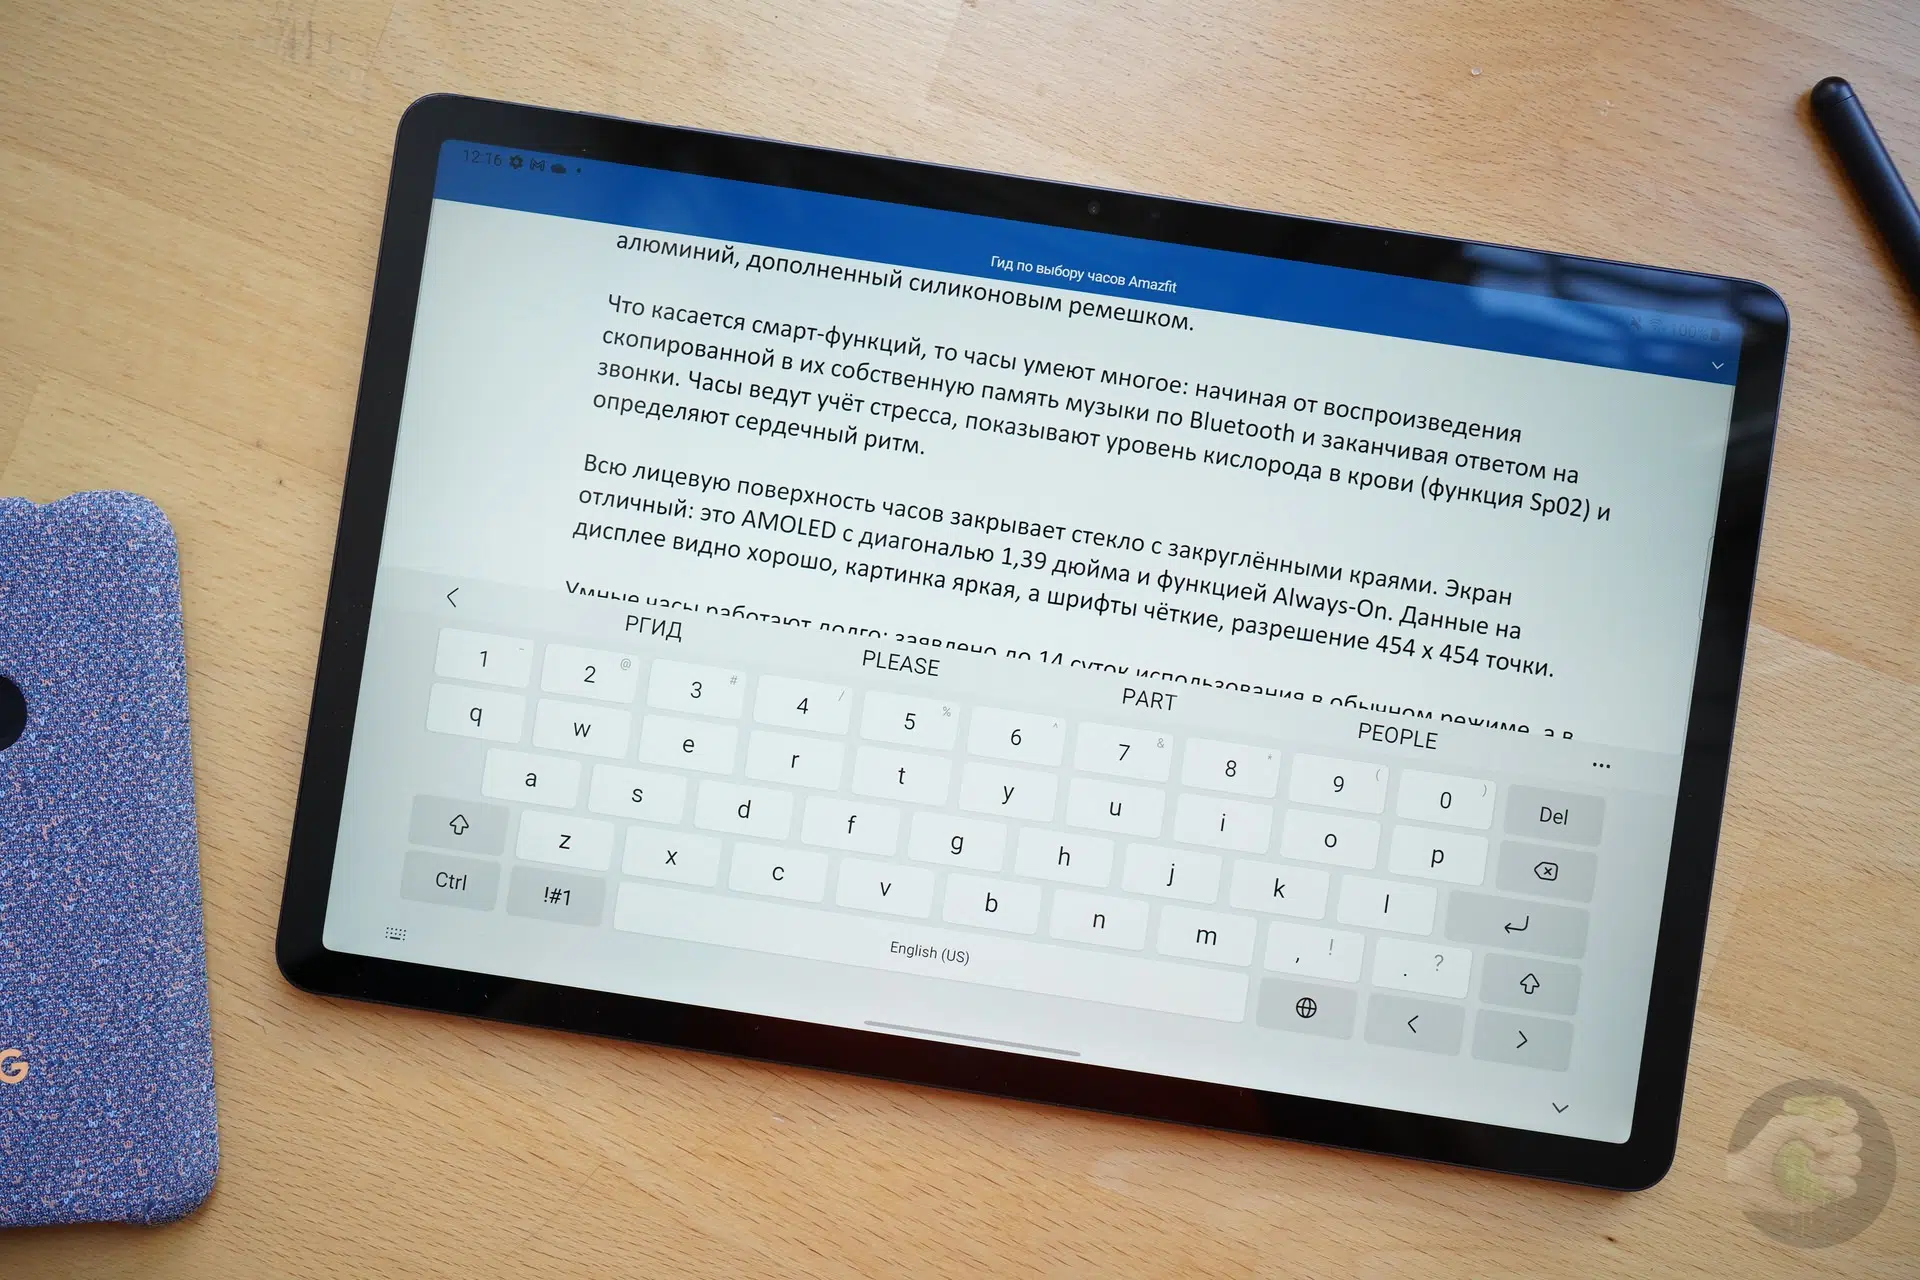 12:16
100%
Гид по выбору часов Amazfit
алюминий, дополненный силиконовым ремешком.
Что касается смарт-функций, то часы умеют многое: начиная от воспроизведения
скопированной в их собственную память музыки по Bluetooth и заканчивая ответом на
звонки. Часы ведут учёт стресса, показывают уровень кислорода в крови (функция Sp02) и
определяют сердечный ритм.
Всю лицевую поверхность часов закрывает стекло с закруглёнными краями. Экран
отличный: это AMOLED с диагональю 1,39 дюйма и функцией Always-On. Данные на
дисплее видно хорошо, картинка яркая, а шрифты чёткие, разрешение 454 x 454 точки.
Умные часы работают долго: заявлено до 14 суток использования в обычном режиме, а в
РГИД PLEASE PART PEOPLE ...
1 - 2 @ 3 # 4 / 5 % 6 ^ 7 & 8 * 9 ( 0 ) Del
q w e r t y u i o p
a s d f g h j k l
z x c v b n m , ! . ?
Ctrl !#1 English (US) < >
G